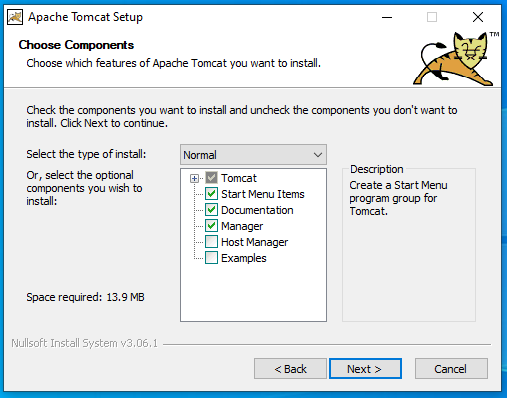 Apache Tomcat Setup
Choose Components
Choose which features of Apache Tomcat you want to install.
TM
Check the components you want to install and uncheck the components you don't want to
install. Click Next to continue.
Select the type of install:
Normal
Or, select the optional
components you wish to
install:
Tomcat
Start Menu Items
Documentation
Manager
Host Manager
Examples
Description
Create a Start Menu
program group for
Tomcat.
Space required: 13.9 MB
Nullsoft Install System v3.06.1
< Back
Next >
Cancel